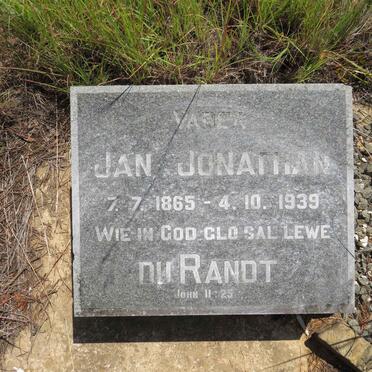 VADER
JAN JONATHAN
7. 7. 1865 - 4. 10. 1939
WIE IN GOD GLO SAL LEWE
DU RANDT
JOHN 11:25